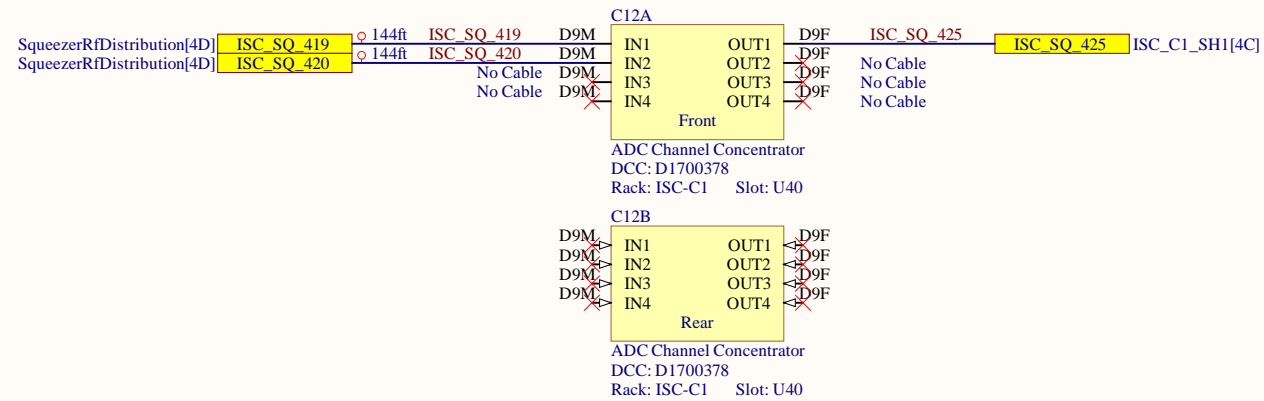 C12A
SqueezerRfDistribution[4D] ISC_SQ_419 144ft ISC_SQ_419 D9M IN1 OUT1 D9F ISC_SQ_425 ISC_SQ_425 ISC_C1_SH1[4C]
SqueezerRfDistribution[4D] ISC_SQ_420 144ft ISC_SQ_420 D9M IN2 OUT2 D9F No Cable
No Cable D9M IN3 OUT3 D9F No Cable
No Cable D9M IN4 OUT4 D9F No Cable
Front
ADC Channel Concentrator
DCC: D1700378
Rack: ISC-C1 Slot: U40
C12B
D9M IN1 OUT1 D9F
D9M IN2 OUT2 D9F
D9M IN3 OUT3 D9F
D9M IN4 OUT4 D9F
Rear
ADC Channel Concentrator
DCC: D1700378
Rack: ISC-C1 Slot: U40